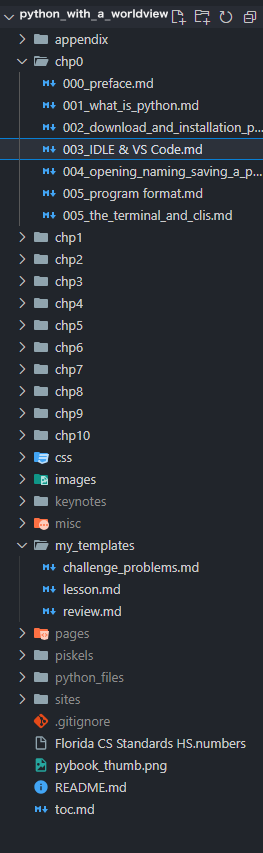 python_with_a_worldview
appendix
chp0
000_preface.md
001_what_is_python.md
002_download_and_installation_p...
003_IDLE & VS Code.md
004_opening_naming_saving_a_p...
005_program format.md
005_the_terminal_and_clis.md
chp1
chp2
chp3
chp4
chp5
chp6
chp7
chp8
chp9
chp10
css
images
keynotes
misc
my_templates
challenge_problems.md
lesson.md
review.md
pages
piskels
python_files
sites
.gitignore
Florida CS Standards HS.numbers
pybook_thumb.png
README.md
toc.md